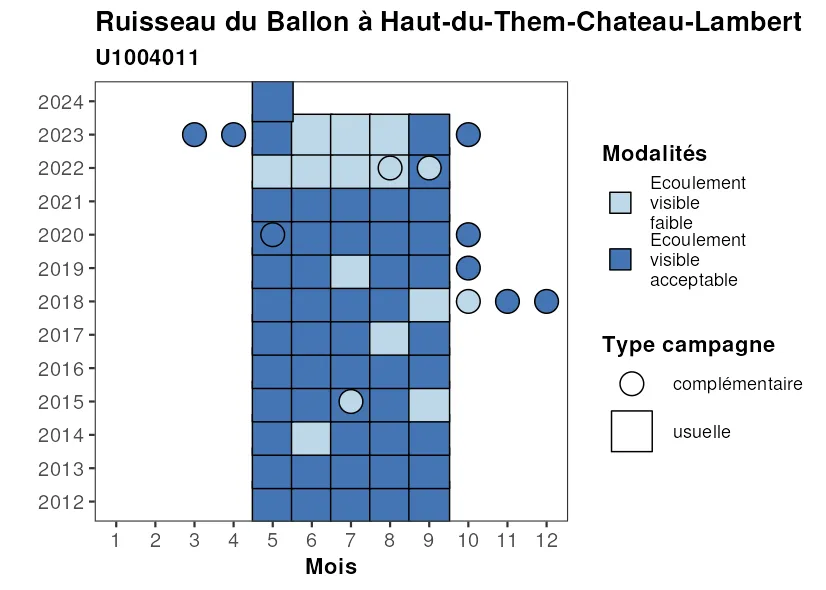 Ruisseau du Ballon à Haut-du-Them-Chateau-Lambert
U1004011
2024
2023
2022
2021
2020
2019
2018
2017
2016
2015
2014
2013
2012
1 2 3 4 5 6 7 8 9 10 11 12
Mois
Modalités
Ecoulement
visible
faible
Ecoulement
visible
acceptable
Type campagne
complémentaire
usuelle